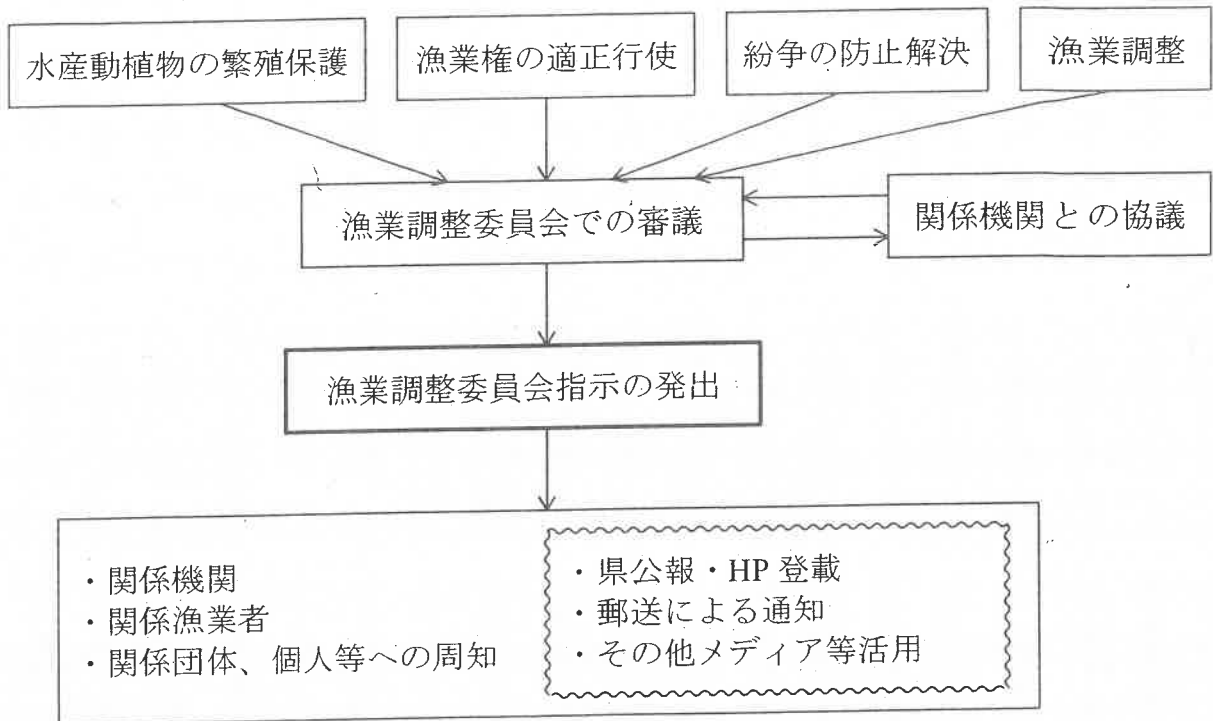 水産動植物の繁殖保護
漁業権の適正行使
紛争の防止解決
漁業調整
漁業調整委員会での審議
関係機関との協議
漁業調整委員会指示の発出
・関係機関
・関係漁業者
・関係団体、個人等への周知
・県公報・HP 登載
・郵送による通知
・その他メディア等活用